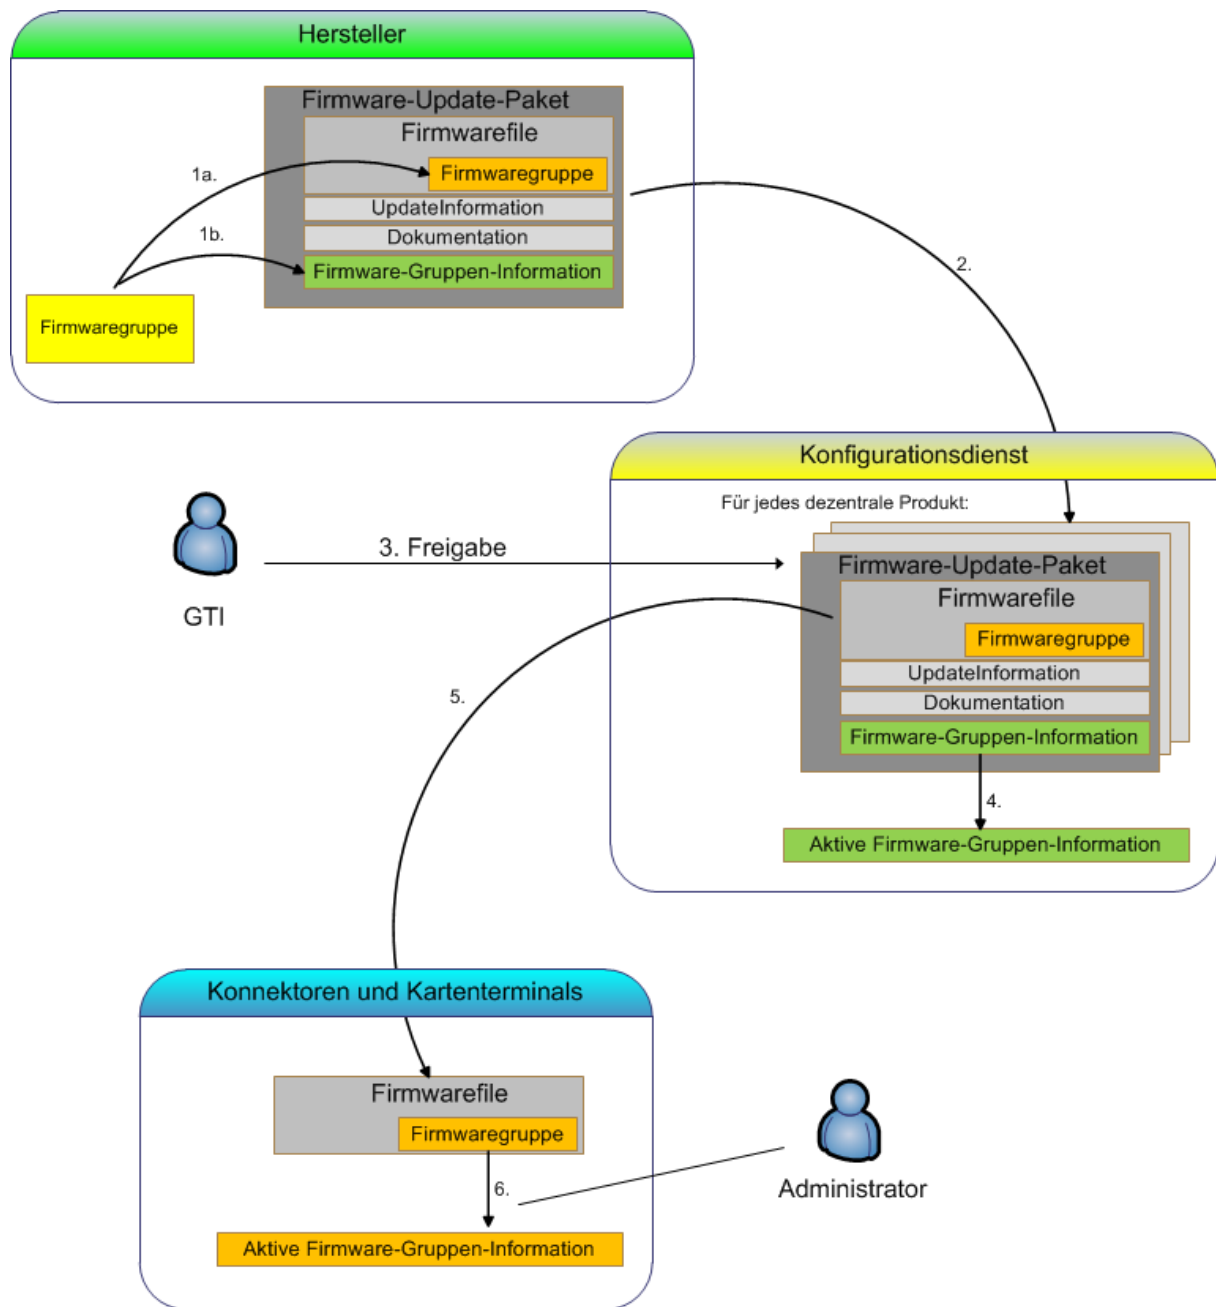 Hersteller
Firmware-Update-Paket
Firmwarefile
1a.
Firmwaregruppe
UpdateInformation
1b.
Dokumentation
Firmware-Gruppen-Information
Firmwaregruppe
2.
Konfigurationsdienst
Für jedes dezentrale Produkt:
3. Freigabe
GTI
Firmware-Update-Paket
Firmwarefile
Firmwaregruppe
UpdateInformation
Dokumentation
Firmware-Gruppen-Information
4.
Aktive Firmware-Gruppen-Information
5.
Konnektoren und Kartenterminals
Firmwarefile
Firmwaregruppe
6.
Administrator
Aktive Firmware-Gruppen-Information